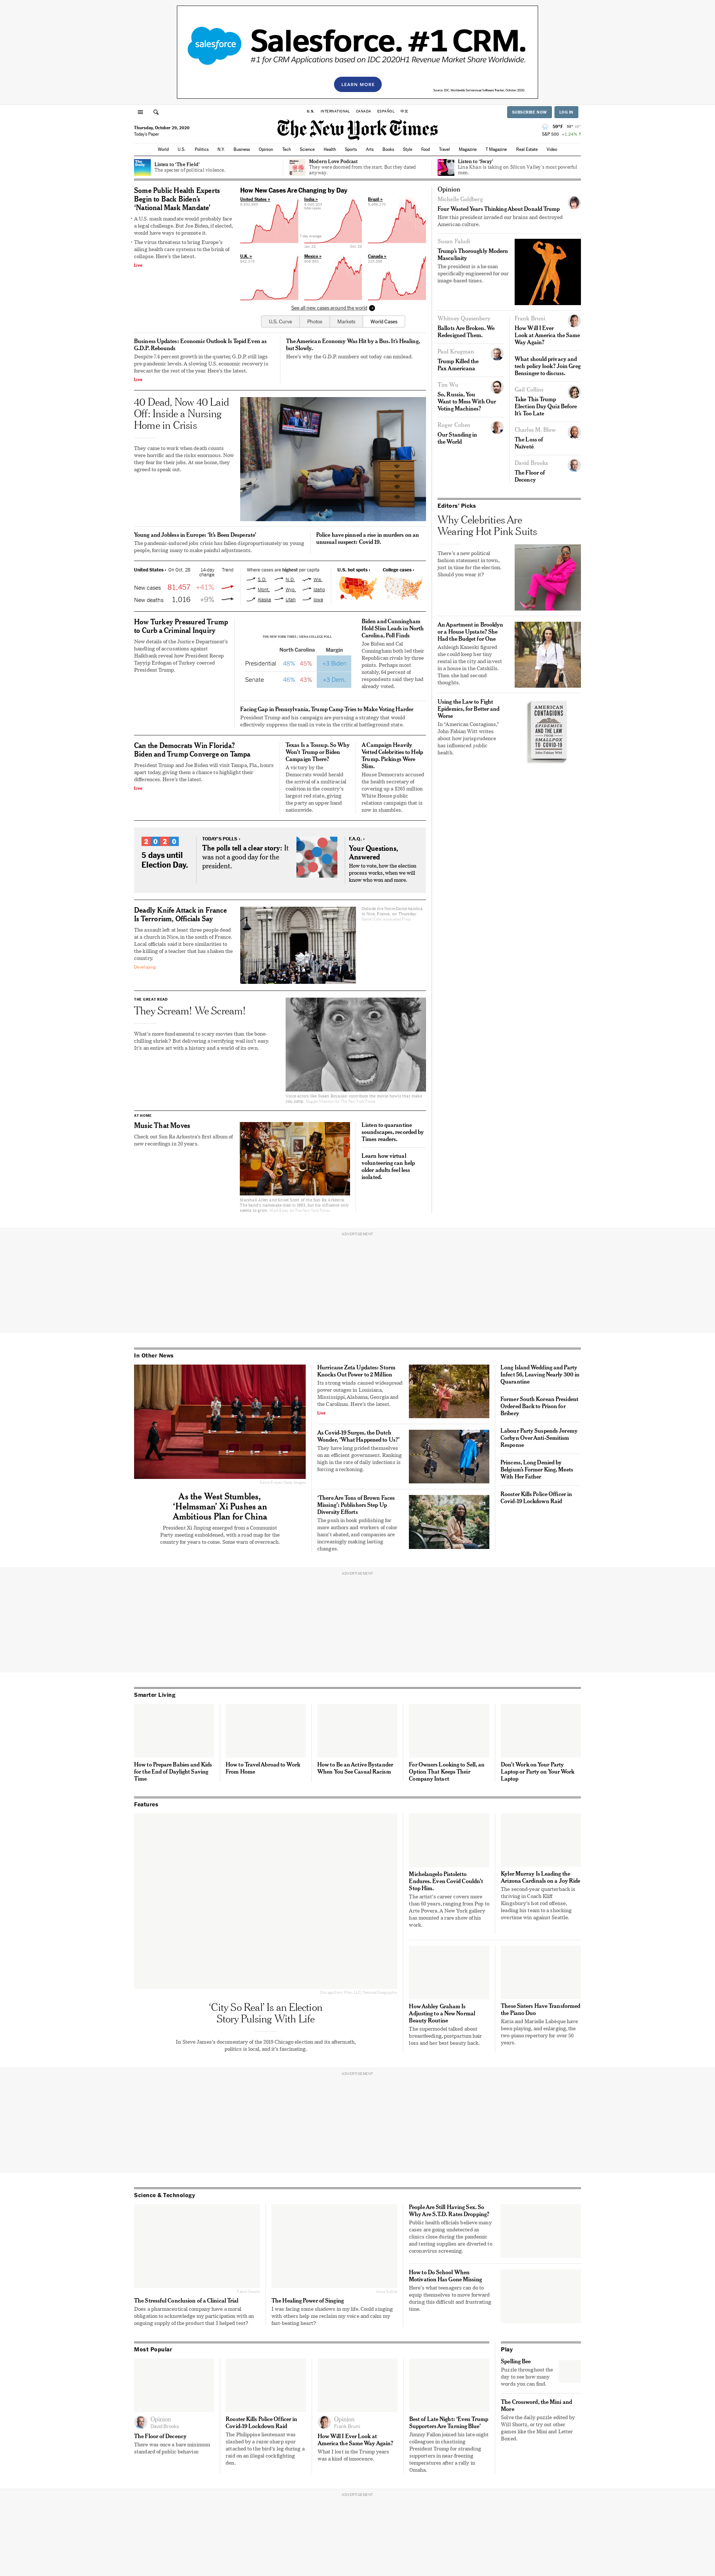 salesforce
Salesforce. #1 CRM.
#1 for CRM Applications based on IDC 2020H1 Revenue Market Share Worldwide.
LEARN MORE
Source: IDC, Worldwide Semiannual Software Tracker, October 2020.
U.S. INTERNATIONAL CANADA ESPAÑOL 中文
SUBSCRIBE NOW LOG IN
Thursday, October 29, 2020
Today's Paper
The New York Times
S&P 500 +1.24% ↑
World U.S. Politics N.Y. Business Opinion Tech Science Health Sports Arts Books Style Food Travel Magazine T Magazine Real Estate Video
Listen to 'The Field'
The specter of political violence.
Modern Love Podcast
They were doomed from the start. But they dated
anyway.
Listen to 'Sway'
Lina Khan is taking on Silicon Valley's most powerful
men.
Some Public Health Experts
Begin to Back Biden's
'National Mask Mandate'
• A U.S. mask mandate would probably face
a legal challenge. But Joe Biden, if elected,
would have ways to promote it.
• The virus threatens to bring Europe's
ailing health care systems to the brink of
collapse. Here's the latest.
Live
How New Cases Are Changing by Day
United States »
India »
Brazil »
7-day average
U.K. »
Mexico »
Canada »
See all new cases around the world
U.S. Curve Photos Markets World Cases
Business Updates: Economic Outlook Is Tepid Even as
G.D.P. Rebounds
Despite 7.4 percent growth in the quarter, G.D.P. still lags
pre-pandemic levels. A slowing U.S. economic recovery is
forecast for the rest of the year. Here's the latest.
Live
The American Economy Was Hit by a Bus. It's Healing,
but Slowly.
Here's why the G.D.P. numbers out today can mislead.
40 Dead, Now 40 Laid
Off: Inside a Nursing
Home in Crisis
They came to work when death counts
were horrific and the risks enormous. Now
they fear for their jobs. At one home, they
agreed to speak out.
Young and Jobless in Europe: 'It's Been Desperate'
The pandemic-induced jobs crisis has fallen disproportionately on young
people, forcing many to make painful adjustments.
Police have pinned a rise in murders on an
unusual suspect: Covid 19.
United States › On Oct. 28 14-day
change Trend
New cases 81,457 +41%
New deaths 1,016 +9%
Where cases are highest per capita
S.D. N.D. Wis.
Mont. Wyo. Idaho
Alaska Utah Iowa
U.S. hot spots ›
College cases ›
How Turkey Pressured Trump
to Curb a Criminal Inquiry
New details of the Justice Department's
handling of accusations against
Halkbank reveal how President Recep
Tayyip Erdogan of Turkey courted
President Trump.
THE NEW YORK TIMES / SIENA COLLEGE POLL
North Carolina Margin
Presidential 48% 45% +3 Biden
Senate 46% 43% +3 Dem.
Biden and Cunningham
Hold Slim Leads in North
Carolina, Poll Finds
Joe Biden and Cal
Cunningham both led their
Republican rivals by three
points. Perhaps most
notably, 64 percent of
respondents said they had
already voted.
Facing Gap in Pennsylvania, Trump Camp Tries to Make Voting Harder
President Trump and his campaign are pursuing a strategy that would
effectively suppress the mail-in vote in the critical battleground state.
Can the Democrats Win Florida?
Biden and Trump Converge on Tampa
President Trump and Joe Biden will visit Tampa, Fla., hours
apart today, giving them a chance to highlight their
differences. Here's the latest.
Live
Texas Is a Tossup. So Why
Won't Trump or Biden
Campaign There?
A victory by the
Democrats would herald
the arrival of a multiracial
coalition in the country's
largest red state, giving
the party an upper hand
nationwide.
A Campaign Heavily
Vetted Celebrities to Help
Trump. Pickings Were
Slim.
House Democrats accused
the health secretary of
covering up a $265 million
White House public
relations campaign that is
now in shambles.
2020
5 days until
Election Day.
TODAY'S POLLS ›
The polls tell a clear story: It
was not a good day for the
president.
F.A.Q. ›
Your Questions,
Answered
How to vote, how the election
process works, when we will
know who won and more.
Deadly Knife Attack in France
Is Terrorism, Officials Say
The assault left at least three people dead
at a church in Nice, in the south of France.
Local officials said it bore similarities to
the killing of a teacher that has shaken the
country.
Developing
Outside the Notre-Dame basilica
in Nice, France, on Thursday.
THE GREAT READ
They Scream! We Scream!
What's more fundamental to scary movies than the bone-
chilling shriek? But delivering a terrifying wail isn't easy.
It's an entire art with a history and a world of its own.
Voice actors like Sean Bosojian contribute the movie howls that make
you jump.
AT HOME
Music That Moves
Check out Sun Ra Arkestra's first album of
new recordings in 20 years.
Marshall Allen and Knoel Scott of the Sun Ra Arkestra.
The band's namesake died in 1993, but his influence only
seems to grow.
Listen to quarantine
soundscapes, recorded by
Times readers.
Learn how virtual
volunteering can help
older adults feel less
isolated.
Opinion
Michelle Goldberg
Four Wasted Years Thinking About Donald Trump
How this president invaded our brains and destroyed
American culture.
Susan Faludi
Trump's Thoroughly Modern
Masculinity
The president is a he-man
specifically engineered for our
image-based times.
Whitney Quesenbery
Ballots Are Broken. We
Redesigned Them.
Paul Krugman
Trump Killed the
Pax Americana
Tim Wu
So, Russia, You
Want to Mess With Our
Voting Machines?
Roger Cohen
Our Standing in
the World
Frank Bruni
How Will I Ever
Look at America the Same
Way Again?
What should privacy and
tech policy look? Join Greg
Bensinger to discuss.
Gail Collins
Take This Trump
Election Day Quiz Before
It's Too Late
Charles M. Blow
The Loss of
Naïveté
David Brooks
The Floor of
Decency
Editors' Picks
Why Celebrities Are
Wearing Hot Pink Suits
There's a new political
fashion statement in town,
just in time for the election.
Should you wear it?
An Apartment in Brooklyn
or a House Upstate? She
Had the Budget for One
Ashleigh Kaneski figured
she could keep her tiny
rental in the city and invest
in a house in the Catskills.
Then she had second
thoughts.
Using the Law to Fight
Epidemics, for Better and
Worse
In "American Contagions,"
John Fabian Witt writes
about how jurisprudence
has influenced public
health.
AMERICAN
CONTAGIONS
EPIDEMICS
AND THE LAW
FROM
SMALLPOX
TO COVID-19
John Fabian Witt
ADVERTISEMENT
In Other News
As the West Stumbles,
'Helmsman' Xi Pushes an
Ambitious Plan for China
President Xi Jinping emerged from a Communist
Party meeting emboldened, with a road map for the
country for years to come. Some warn of overreach.
Hurricane Zeta Updates: Storm
Knocks Out Power to 2 Million
Its strong winds caused widespread
power outages in Louisiana,
Mississippi, Alabama, Georgia and
the Carolinas. Here's the latest.
Live
As Covid-19 Surges, the Dutch
Wonder, 'What Happened to Us?'
They have long prided themselves
on an efficient government. Ranking
high in the rate of daily infections is
forcing a reckoning.
'There Are Tons of Brown Faces
Missing': Publishers Step Up
Diversity Efforts
The push in book publishing for
more authors and workers of color
hasn't abated, and companies are
increasingly making lasting
changes.
Long Island Wedding and Party
Infect 56, Leaving Nearly 300 in
Quarantine
Former South Korean President
Ordered Back to Prison for
Bribery
Labour Party Suspends Jeremy
Corbyn Over Anti-Semitism
Response
Princess, Long Denied by
Belgium's Former King, Meets
With Her Father
Rooster Kills Police Officer in
Covid-19 Lockdown Raid
ADVERTISEMENT
Smarter Living
How to Prepare Babies and Kids
for the End of Daylight Saving
Time
How to Travel Abroad to Work
From Home
How to Be an Active Bystander
When You See Casual Racism
For Owners Looking to Sell, an
Option That Keeps Their
Company Intact
Don't Work on Your Party
Laptop or Party on Your Work
Laptop
Features
'City So Real' Is an Election
Story Pulsing With Life
In Steve James's documentary of the 2019 Chicago election and its aftermath,
politics is local, and it's fascinating.
Michelangelo Pistoletto
Endures. Even Covid Couldn't
Stop Him.
The artist's career covers more
than 60 years, ranging from Pop to
Arte Povera. A New York gallery
has mounted a rare show of his
work.
Kyler Murray Is Leading the
Arizona Cardinals on a Joy Ride
The second-year quarterback is
thriving in Coach Kliff
Kingsbury's hot rod offense,
leading his team to a shocking
overtime win against Seattle.
How Ashley Graham Is
Adjusting to a New Normal
Beauty Routine
The supermodel talked about
breastfeeding, postpartum hair
loss and her best beauty hack.
These Sisters Have Transformed
the Piano Duo
Katia and Marielle Labèque have
been playing, and enlarging, the
two-piano repertory for over 50
years.
ADVERTISEMENT
Science & Technology
The Stressful Conscience of a Clinical Trial
Does a pharmaceutical company have a moral
obligation to acknowledge my participation with an
ongoing supply of the product that I helped test?
The Healing Power of Singing
I was facing some shadows in my life. Could singing
with others help me reclaim my voice and calm my
fast-beating heart?
People Are Still Having Sex. So
Why Are S.T.D. Rates Dropping?
Public health officials believe many
cases are going undetected as
clinics close during the pandemic
and testing supplies are diverted to
coronavirus screening.
How to Do School When
Motivation Has Gone Missing
Here's what teenagers can do to
equip themselves to move forward
during this difficult and frustrating
time.
Most Popular
Opinion
David Brooks
The Floor of Decency
There was once a bare minimum
standard of public behavior.
Rooster Kills Police Officer in
Covid-19 Lockdown Raid
The Philippine lieutenant was
slashed by a razor-sharp spur
attached to the bird's leg during a
raid on an illegal cockfighting
den.
Opinion
Frank Bruni
How Will I Ever Look at
America the Same Way Again?
What I lost in the Trump years
was a kind of innocence.
Best of Late Night: 'Even Trump
Supporters Are Turning Blue'
Jimmy Fallon joined his late-night
colleagues in chastising
President Trump for stranding
supporters in near-freezing
temperatures after a rally in
Omaha.
Play
Spelling Bee
Puzzle throughout the
day to see how many
words you can find.
The Crossword, the Mini and
More
Solve the daily puzzle edited by
Will Shortz, or try out other
games like the Mini and Letter
Boxed.
ADVERTISEMENT